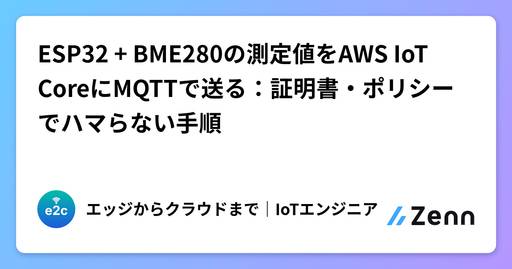 ESP32 + BME280の測定値をAWS IoT
CoreにMQTTで送る：証明書・ポリシー
でハマらない手順
e2c
エッジからクラウドまで｜IoTエンジニア
Zenn